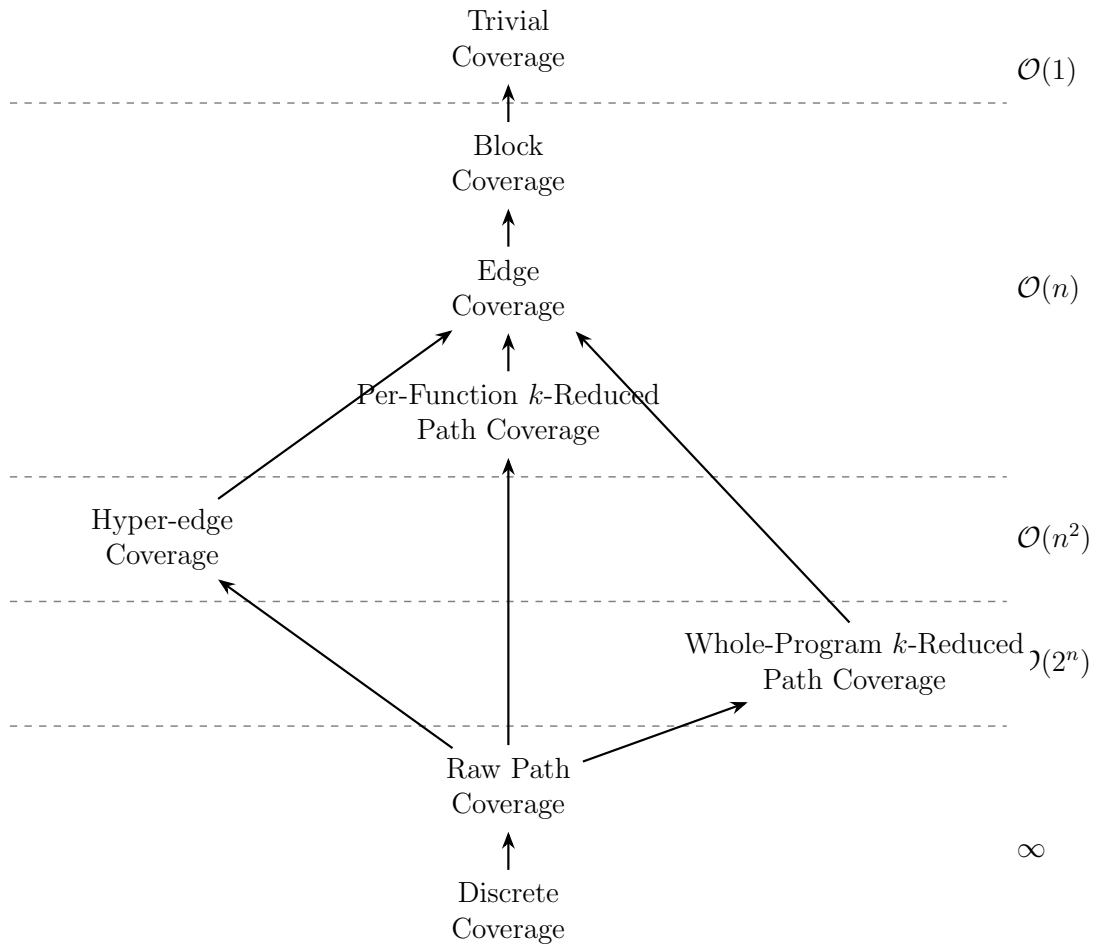 Trivial
Coverage
𝒪(1)
Block
Coverage
Edge
Coverage
𝒪(n)
Per-Function k-Reduced
Path Coverage
Hyper-edge
Coverage
𝒪(n²)
Whole-Program k-Reduced
Path Coverage
(2ⁿ)
Raw Path
Coverage
∞
Discrete
Coverage